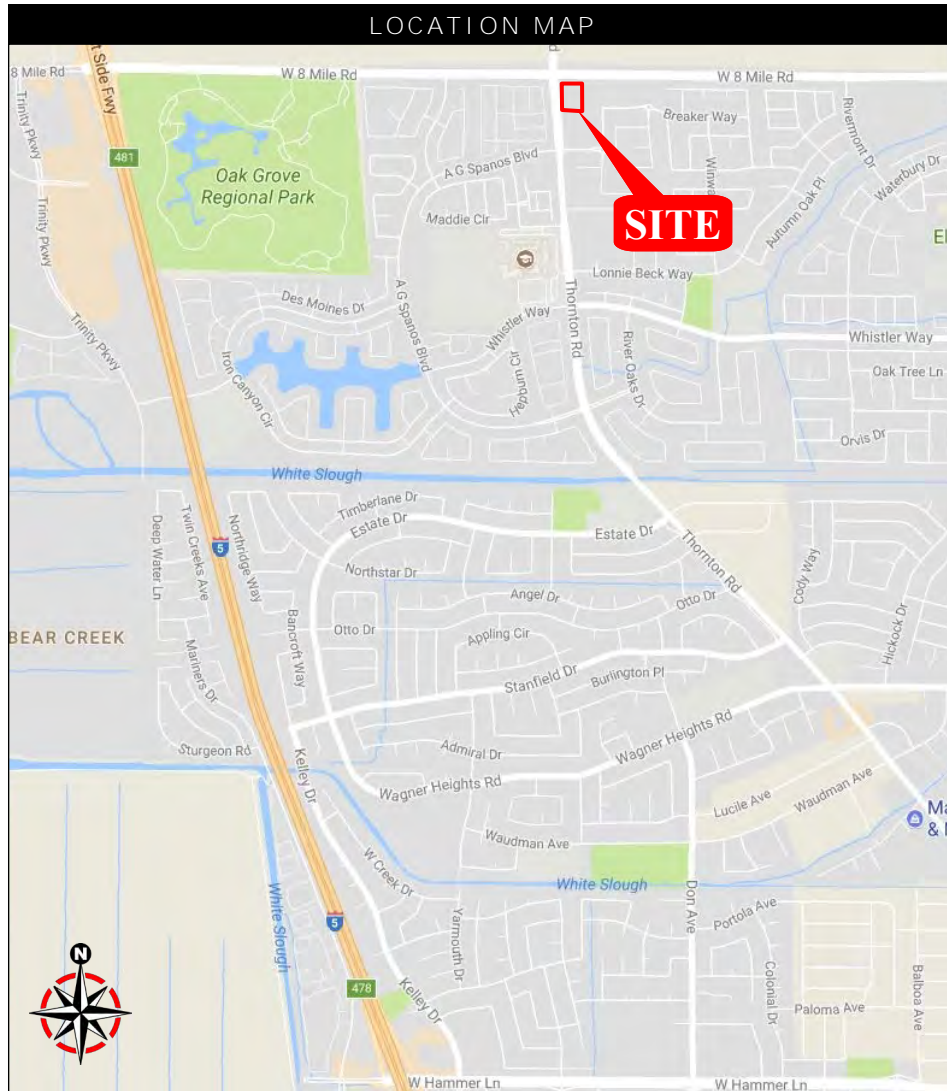 LOCATION MAP
t Side Fwy
d
8 Mile Rd
W 8 Mile Rd
W 8 Mile Rd
Trinity Pkwy
Trinity Pkwy
Trinity Pkwy
481
Oak Grove
Regional Park
A G Spanos Blvd
Maddie Cir
Breaker Way
Winwa
Rivermont Dr
Waterbury Dr
Autumn Oak Pl
El
SITE
Lonnie Beck Way
Thornton Rd
Des Moines Dr
A G Spanos Blvd
Whistler Way
Whistler Way
Hepburn Cir
River Oaks Dr
Oak Tree Ln
Iron Canyon Cir
Orvis Dr
White Slough
Timberlane Dr
Estate Dr
Estate Dr
Deep Water Ln
Twin Creeks Ave
Northridge Way
5
Northstar Dr
Thornton Rd
Cody Way
Angel Dr
Otto Dr
Otto Dr
Hickock Dr
BEAR CREEK
Bancroft Way
Appling Cir
Mariners Dr
Stanfield Dr
Burlington Pl
Sturgeon Rd
Kelley Dr
Admiral Dr
Wagner Heights Rd
Wagner Heights Rd
Lucile Ave
Waudman Ave
Ma
& 
Waudman Ave
W Creek Dr
White Slough
White Slough
Don Ave
Yarmouth Dr
Portola Ave
5
N
478
Kelley Dr
Colonial Dr
Paloma Ave
Balboa Ave
W Hammer Ln